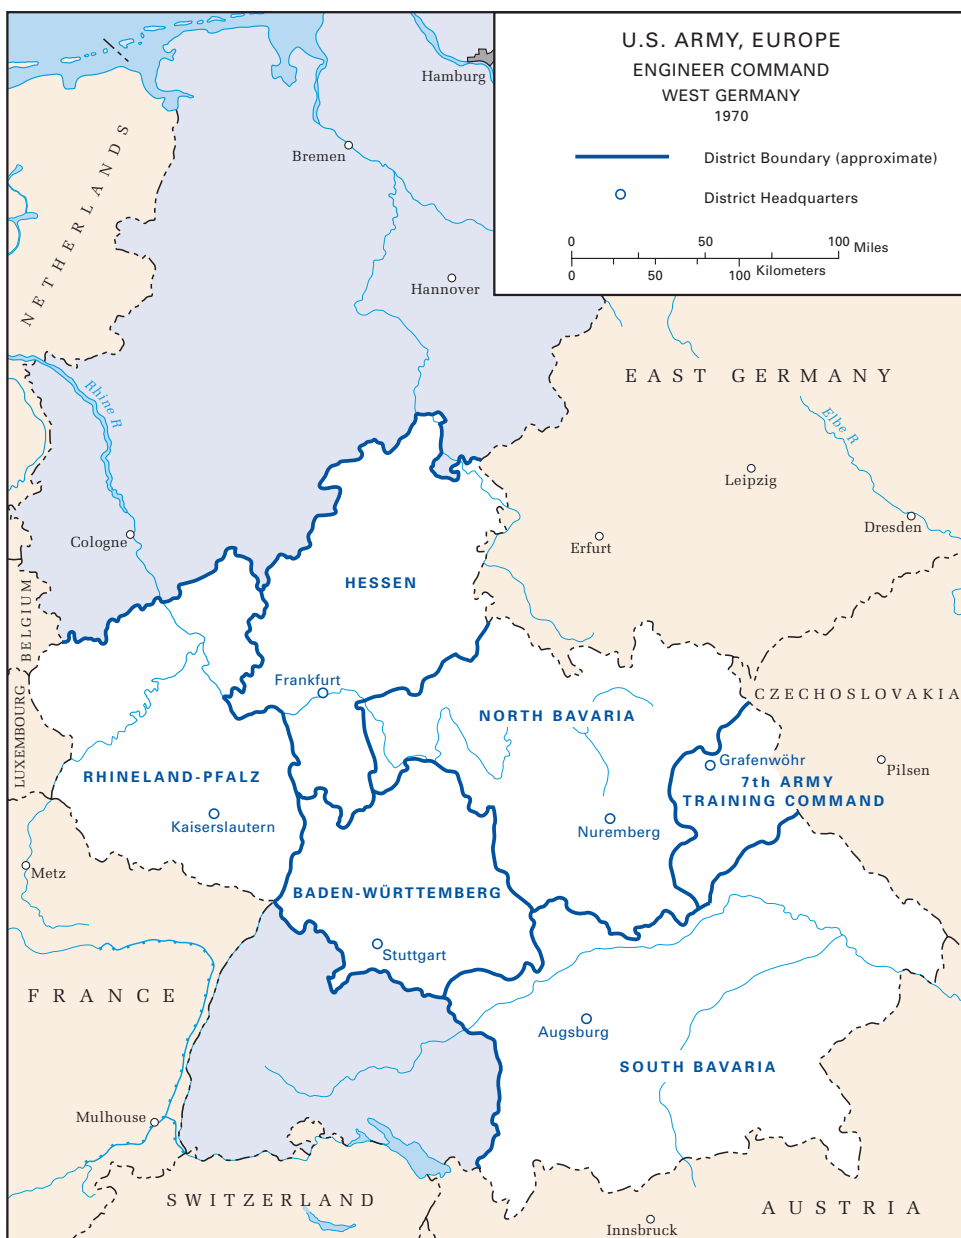 U.S. ARMY, EUROPE
ENGINEER COMMAND
WEST GERMANY
1970
District Boundary (approximate)
District Headquarters
0 50 100 Miles
0 50 100 Kilometers
Hamburg
Bremen
NETHERLANDS
Hannover
EAST GERMANY
Rhine R
Elbe R
Leipzig
Dresden
Cologne
Erfurt
HESSEN
BELGIUM
Frankfurt
LUXEMBOURG
CZECHOSLOVAKIA
NORTH BAVARIA
RHINELAND-PFALZ
Grafenwöhr
7th ARMY
TRAINING COMMAND
Pilsen
Kaiserslautern
Nuremberg
Metz
BADEN-WÜRTTEMBERG
Stuttgart
FRANCE
Augsburg
SOUTH BAVARIA
Mulhouse
SWITZERLAND
AUSTRIA
Innsbruck